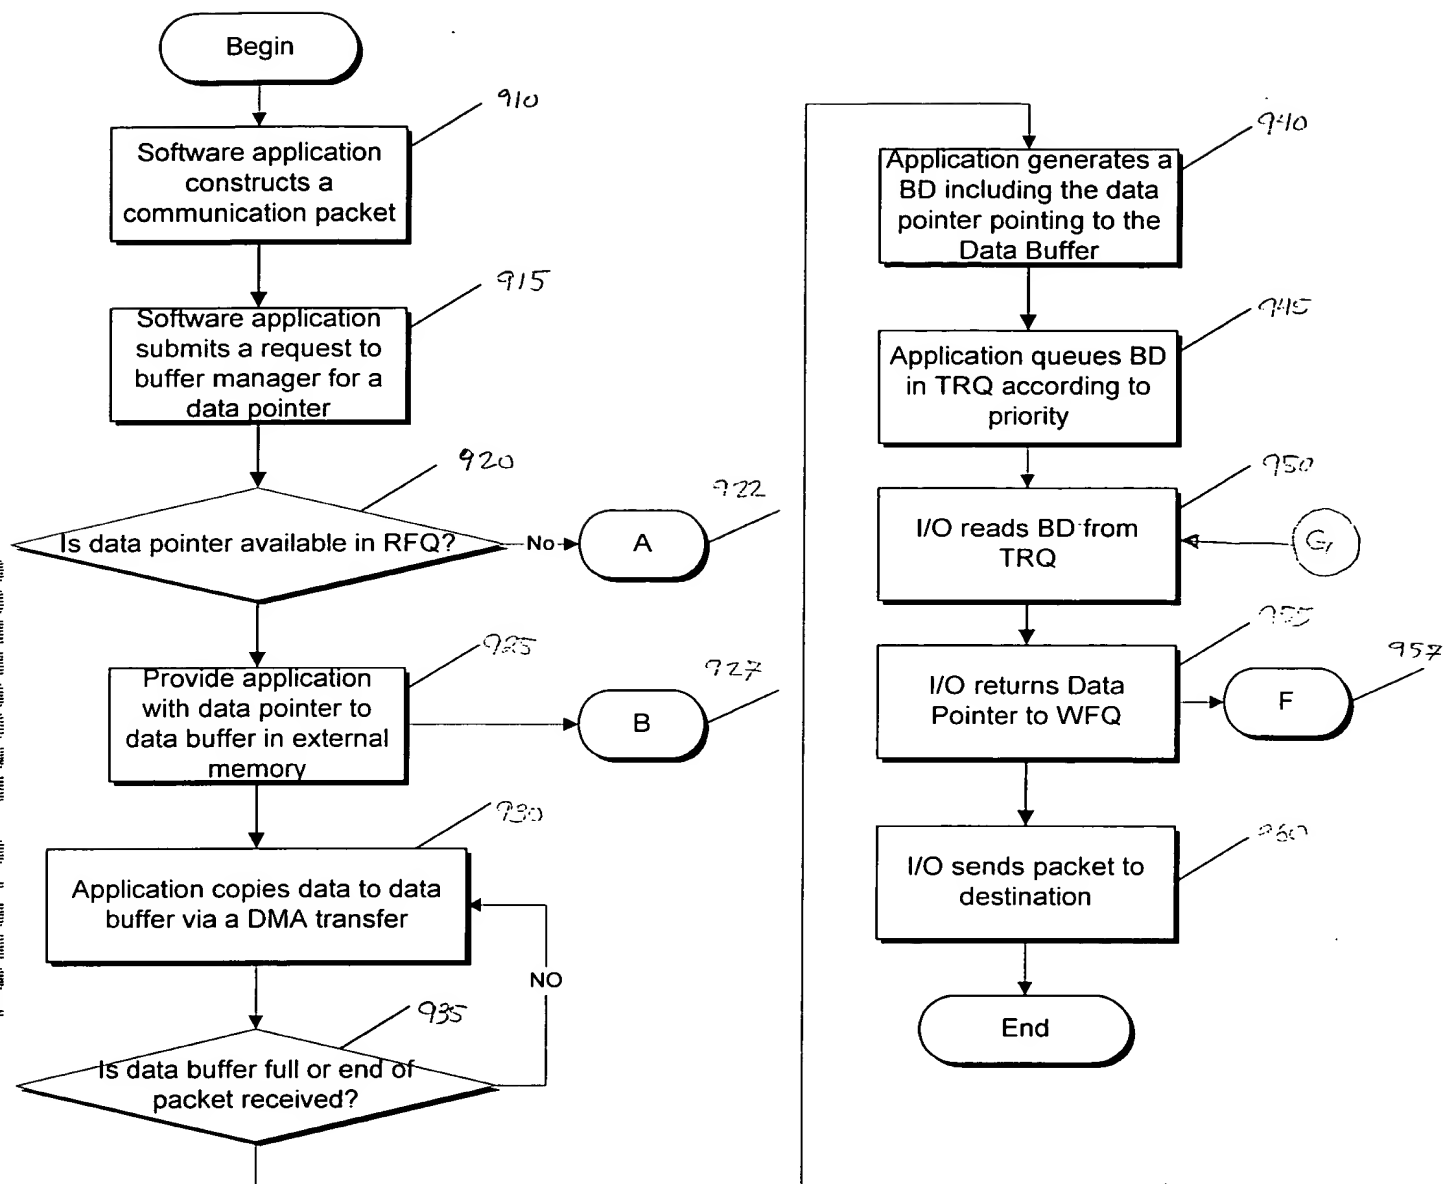 Begin
910
Software application
constructs a
communication packet
915
Software application
submits a request to
buffer manager for a
data pointer
920
Is data pointer available in RFQ?
No
A
922
925
Provide application
with data pointer to
data buffer in external
memory
B
927
930
Application copies data to data
buffer via a DMA transfer
NO
935
Is data buffer full or end of
packet received?
940
Application generates a
BD including the data
pointer pointing to the
Data Buffer
945
Application queues BD
in TRQ according to
priority
950
I/O reads BD from
TRQ
G
955
I/O returns Data
Pointer to WFQ
F
957
960
I/O sends packet to
destination
End